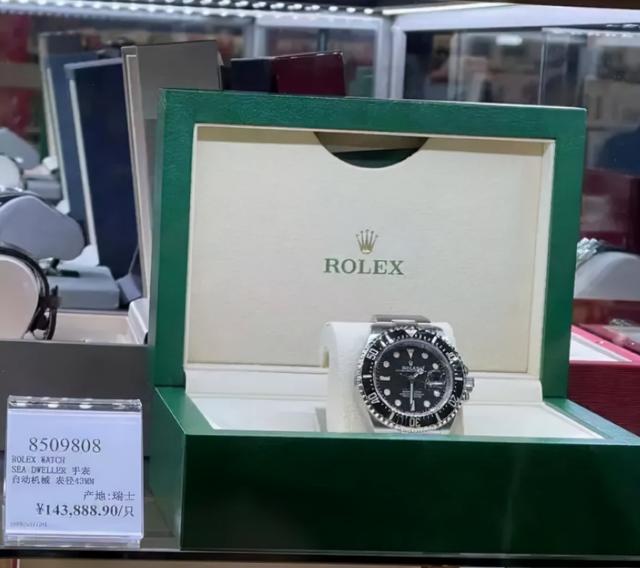 ROLEX
ROLEX
8509808
ROLEX WATCH
SEA-DWELLER 手表
自动机械 表径43MM
产地:瑞士
¥143,888.90/只